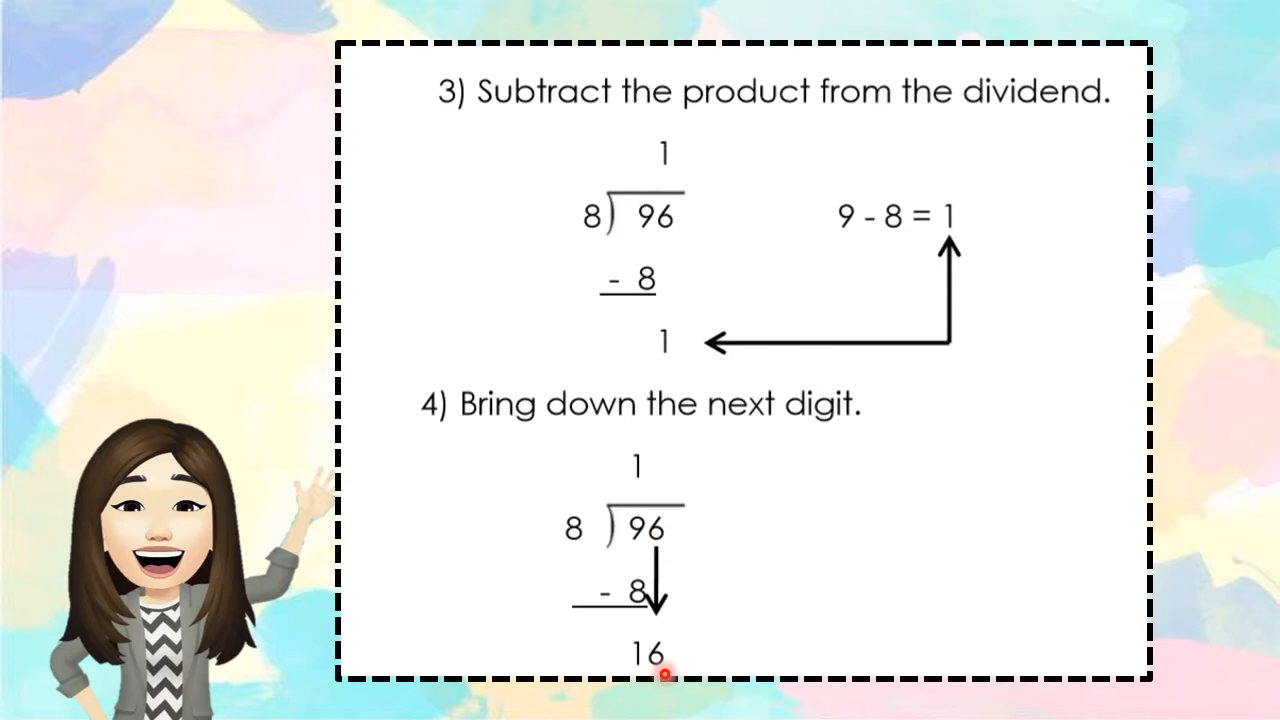 3) Subtract the product from the dividend.
1
8) 96 9 - 8 = 1
- 8
1
4) Bring down the next digit.
1
8 ) 96
- 8
16